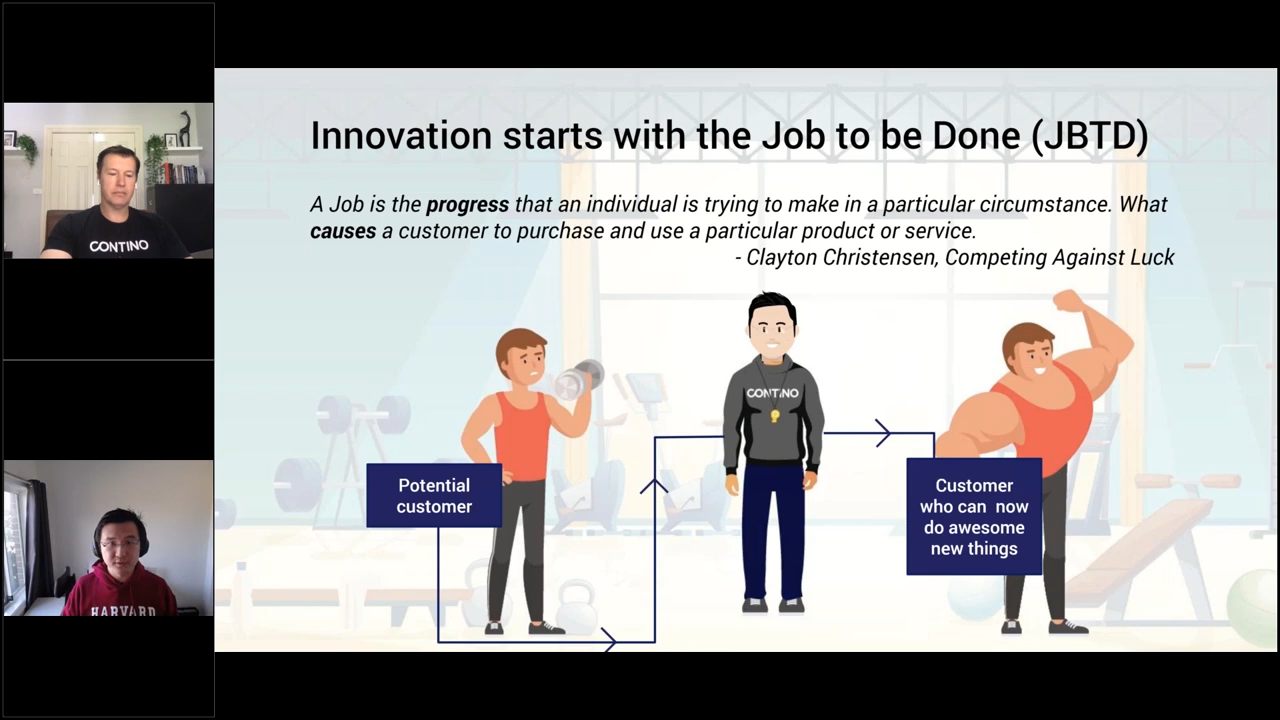 Innovation starts with the Job to be Done (JBTD)
A Job is the progress that an individual is trying to make in a particular circumstance. What
causes a customer to purchase and use a particular product or service.
- Clayton Christensen, Competing Against Luck
CONTINO
CONTINO
Potential
customer
Customer
who can now
do awesome
new things
HARVARD